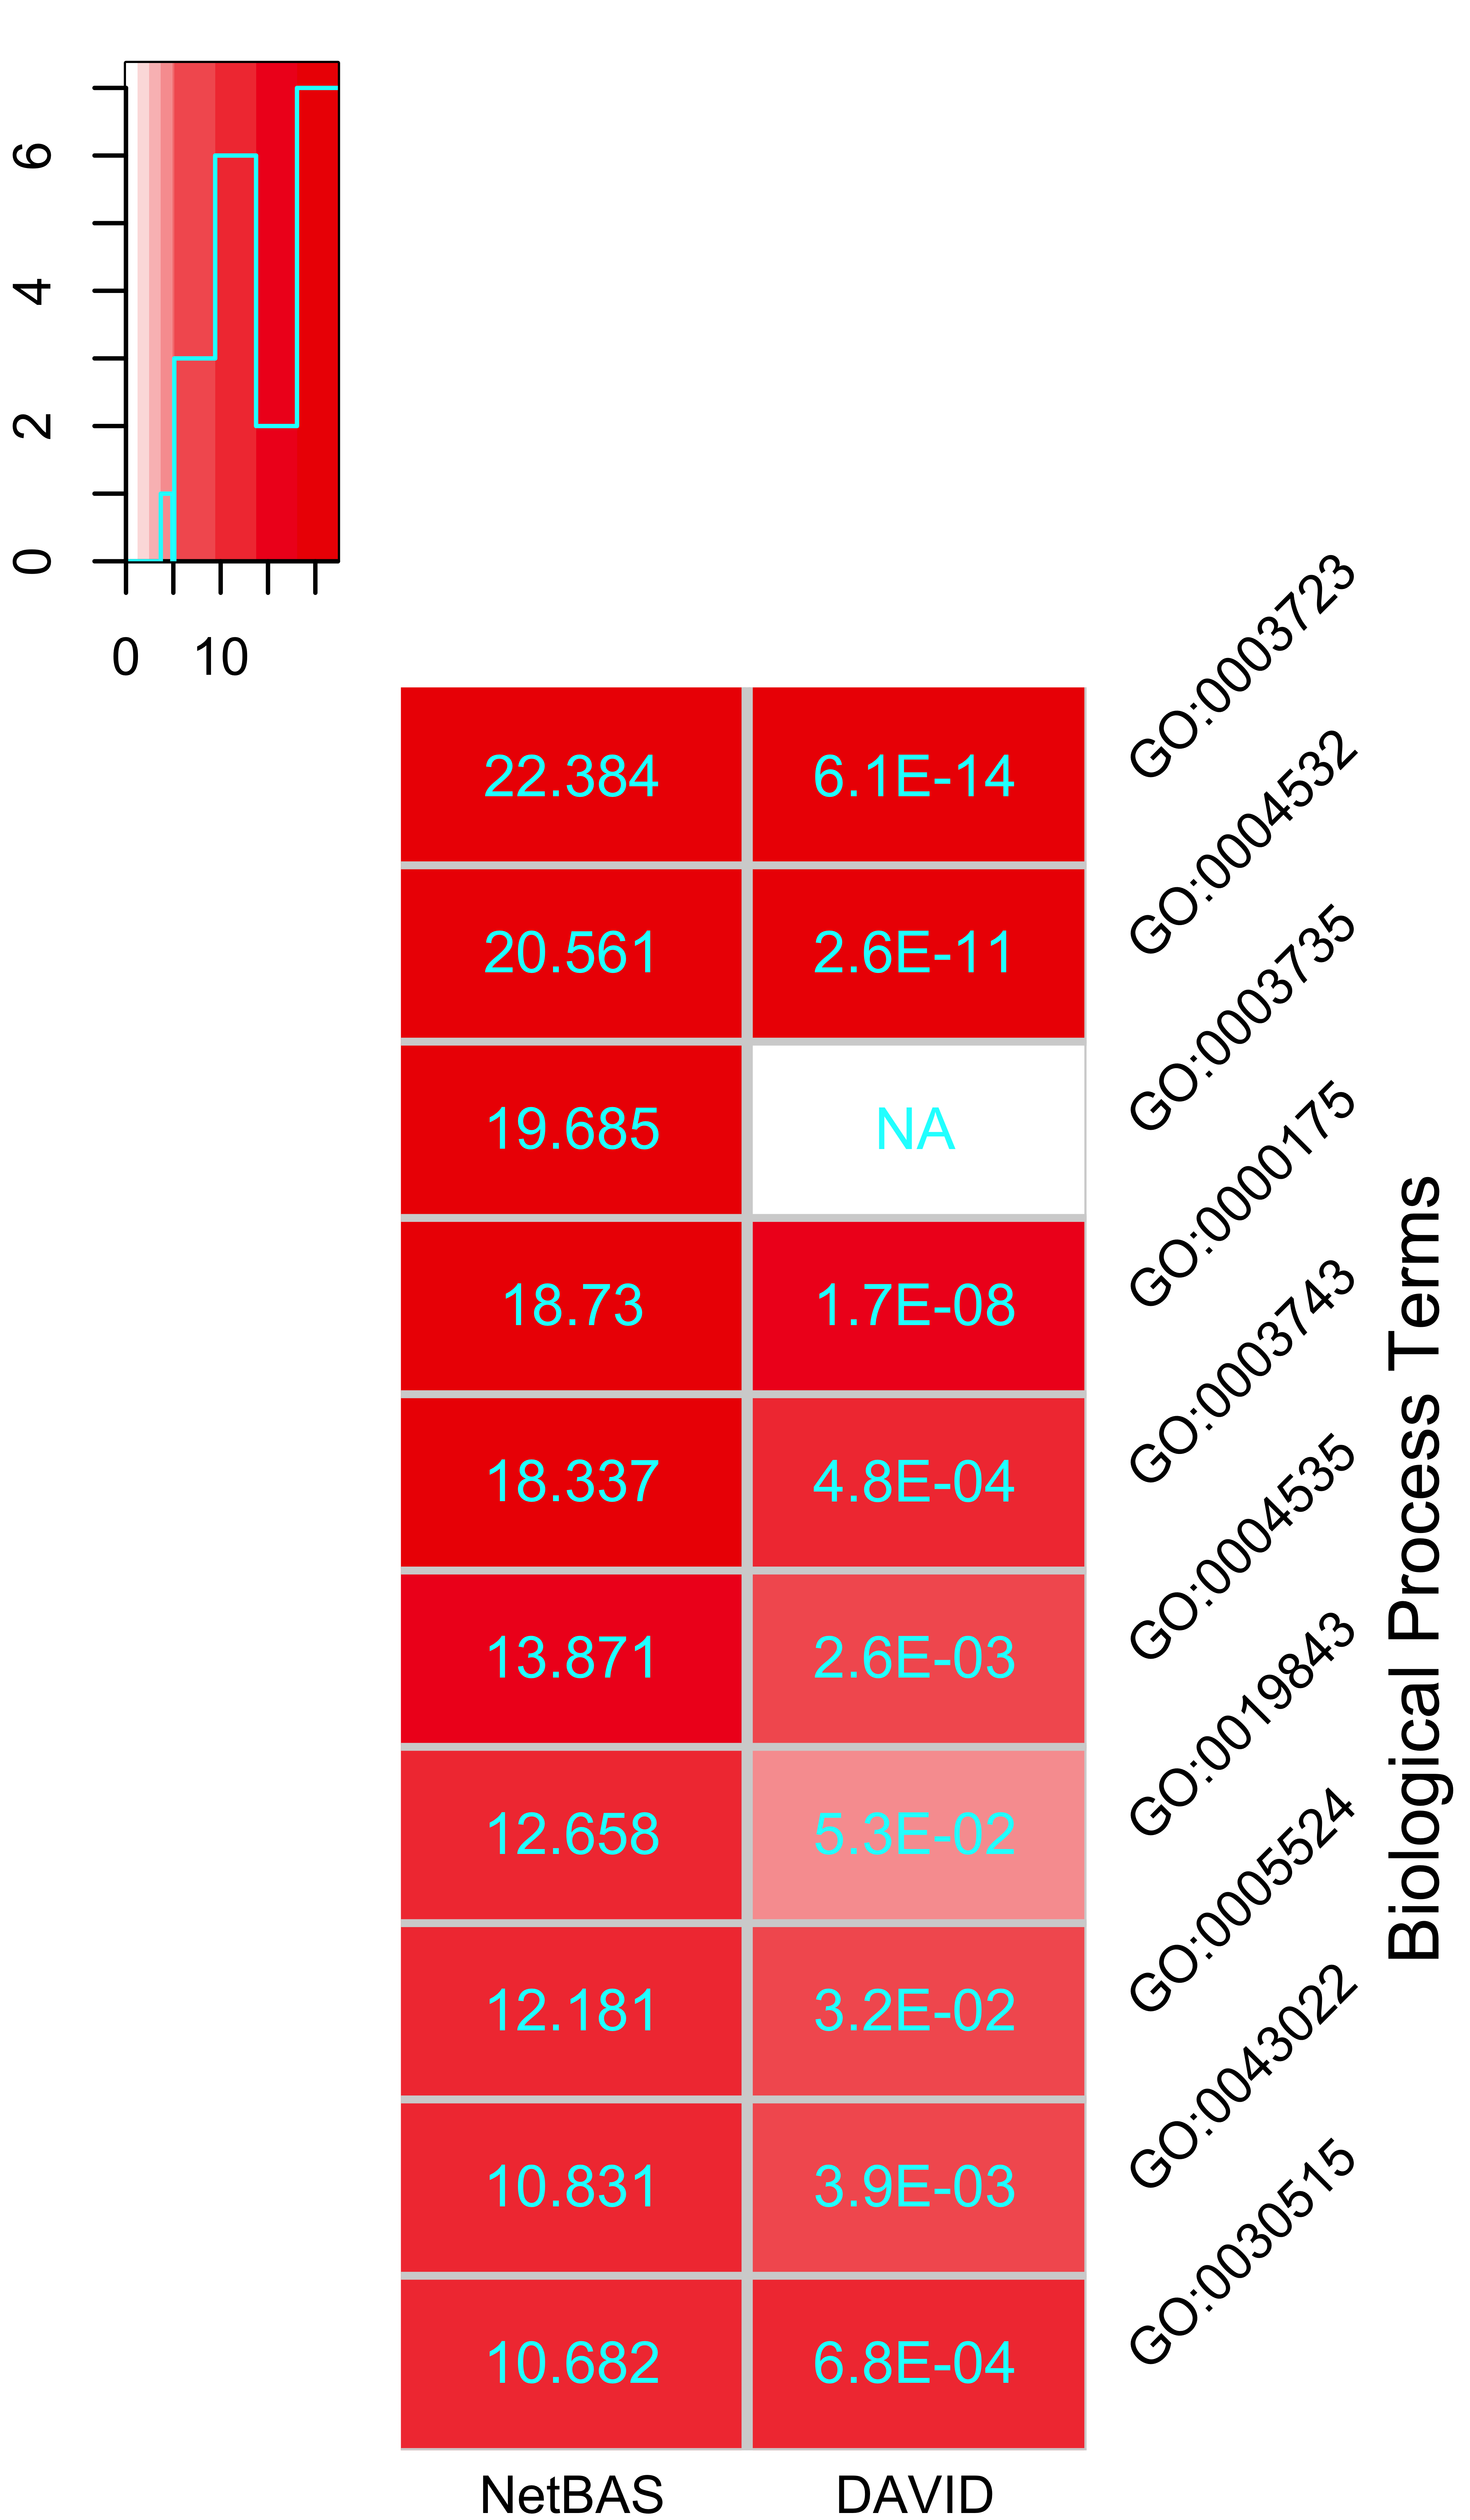 6
4
2
0
0 10
22.384 6.1E-14 GO:0003723
20.561 2.6E-11 GO:0004532
19.685 NA GO:0003735
18.73 1.7E-08 GO:0000175
18.337 4.8E-04 GO:0003743
13.871 2.6E-03 GO:0004535
12.658 5.3E-02 GO:0019843
12.181 3.2E-02 GO:0005524
10.831 3.9E-03 GO:0043022
10.682 6.8E-04 GO:0030515
NetBAS DAVID
Biological Process Terms